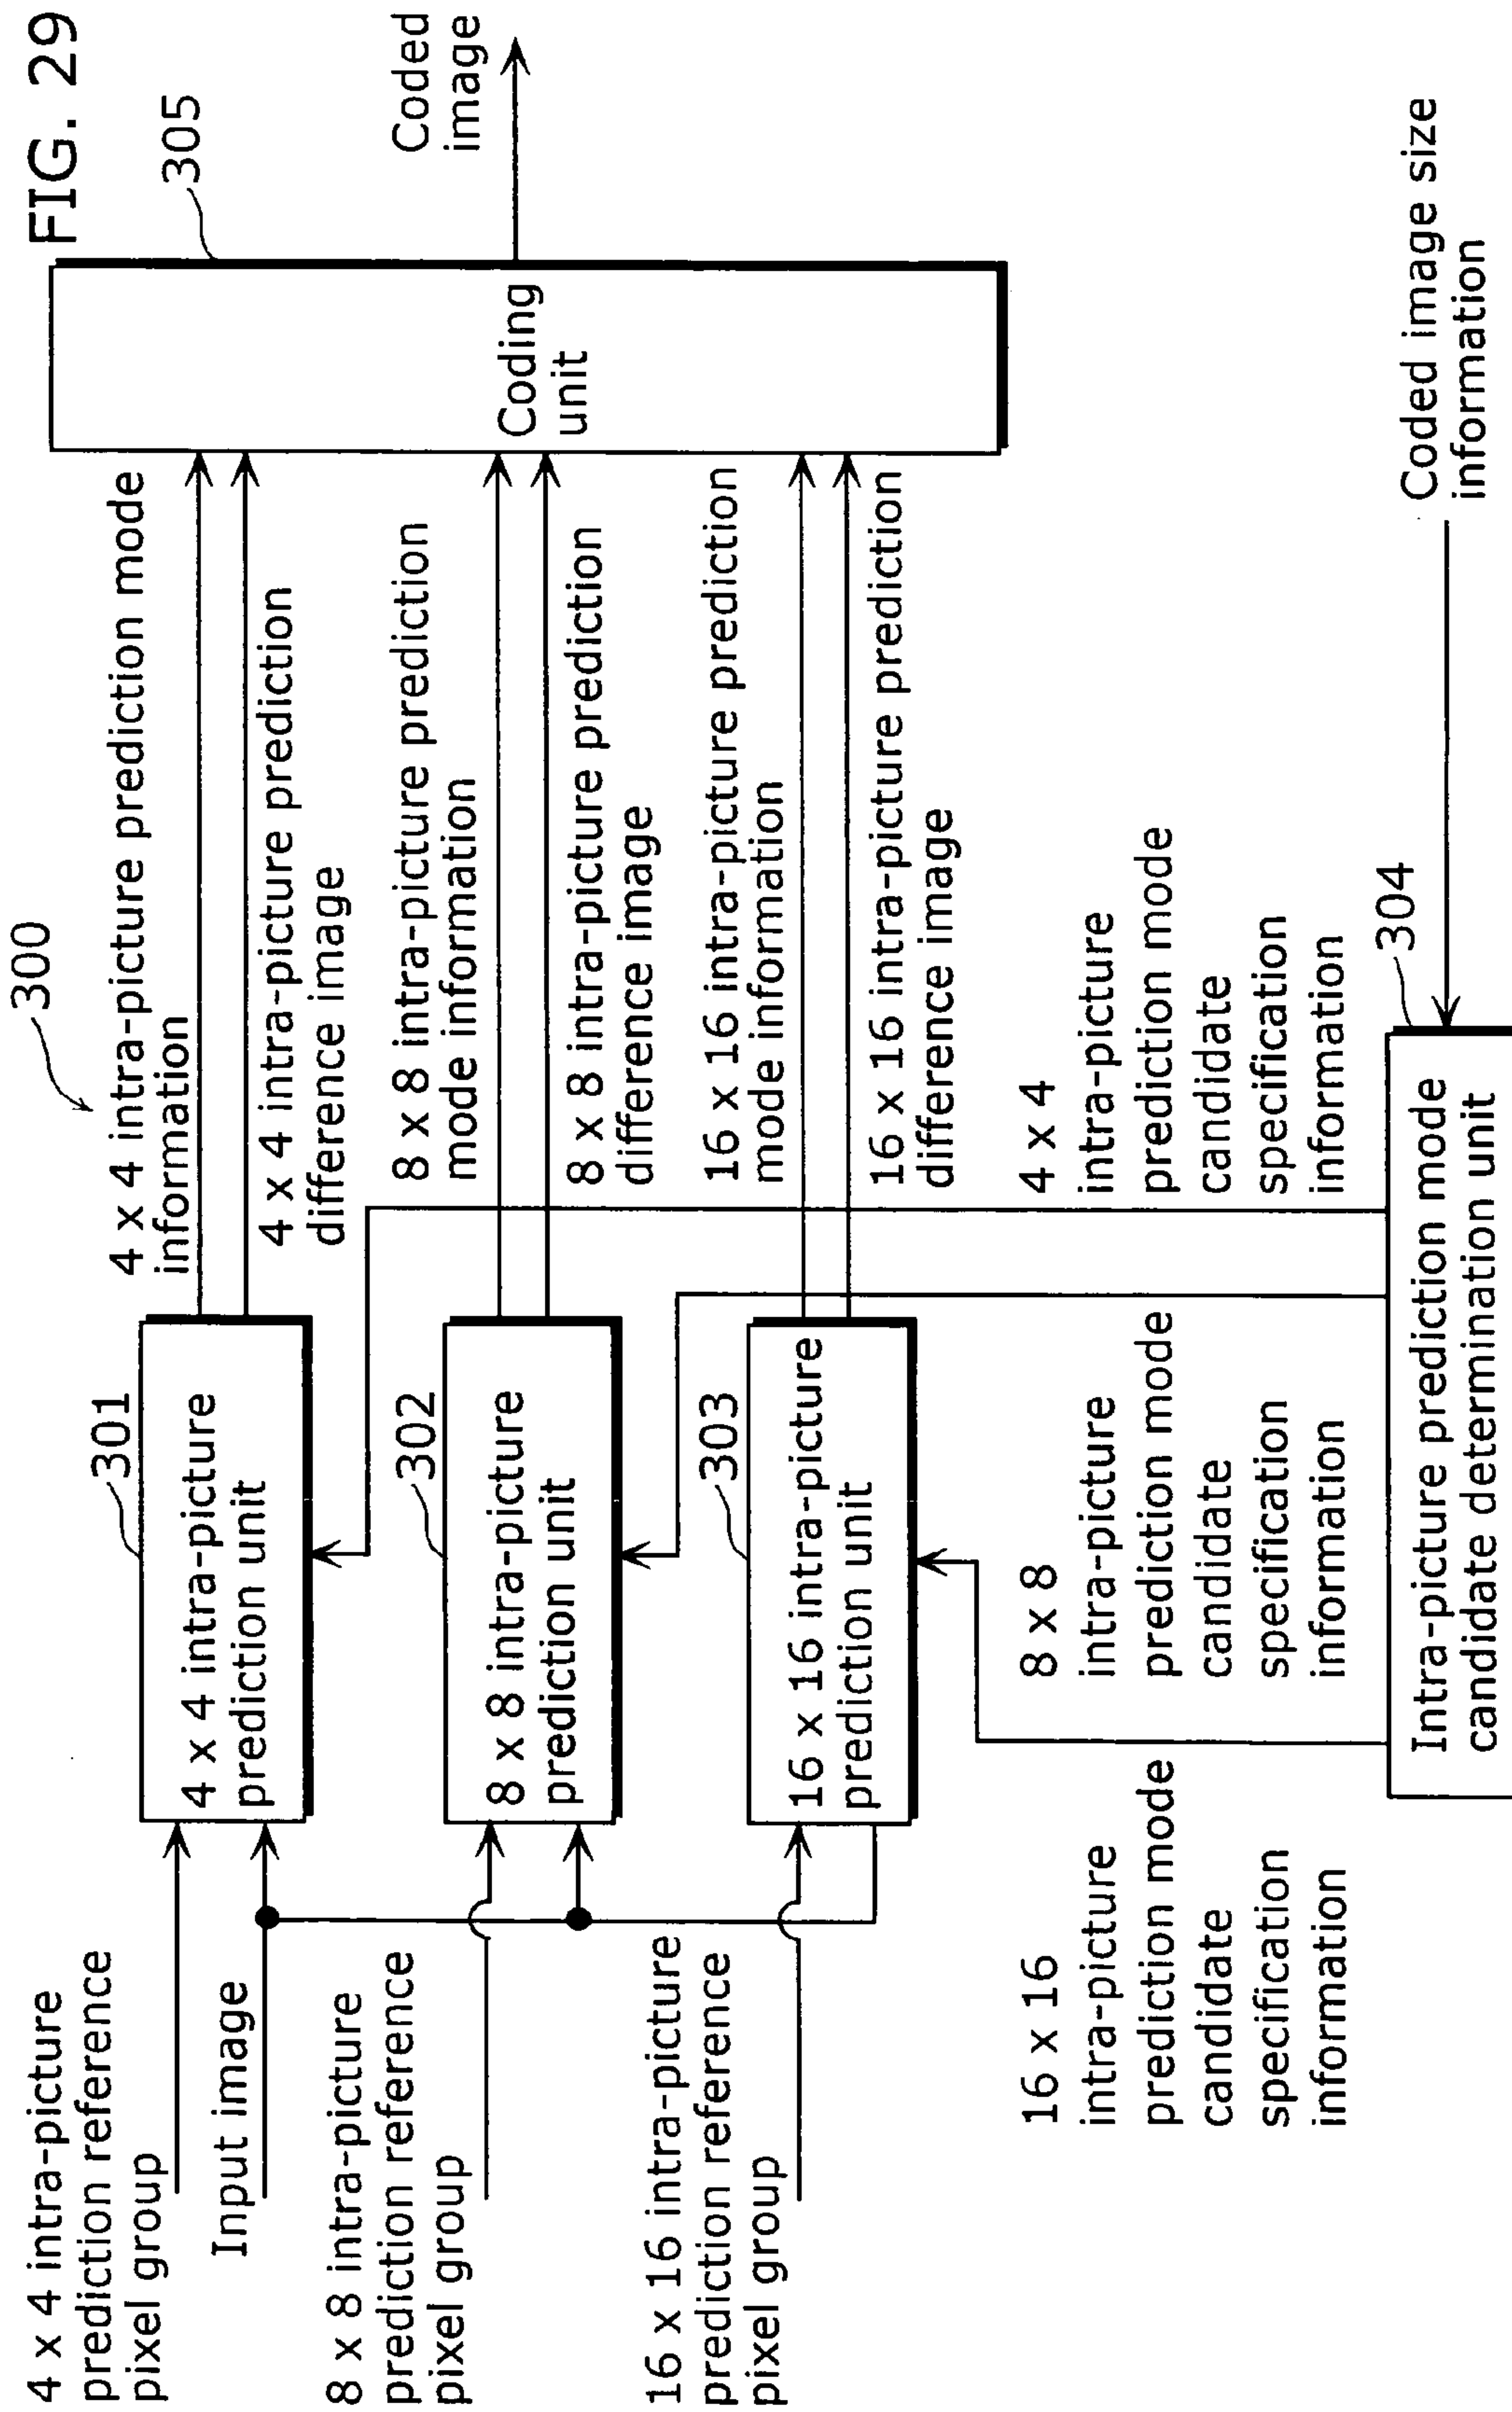 FIG. 29
300
4 x 4 intra-picture
prediction reference
pixel group
Input image
8 x 8 intra-picture
prediction reference
pixel group
16 x 16 intra-picture
prediction reference
pixel group
301
4 x 4 intra-picture
prediction unit
302
8 x 8 intra-picture
prediction unit
303
16 x 16 intra-picture
prediction unit
4 x 4 intra-picture prediction mode
information
4 x 4 intra-picture prediction
difference image
8 x 8 intra-picture prediction
mode information
8 x 8 intra-picture prediction
difference image
16 x 16 intra-picture prediction
mode information
16 x 16 intra-picture prediction
difference image
305
Coding
unit
Coded
image
16 x 16
intra-picture
prediction mode
candidate
specification
information
8 x 8
intra-picture
prediction mode
candidate
specification
information
4 x 4
intra-picture
prediction mode
candidate
specification
information
304
Intra-picture prediction mode
candidate determination unit
Coded image size
information